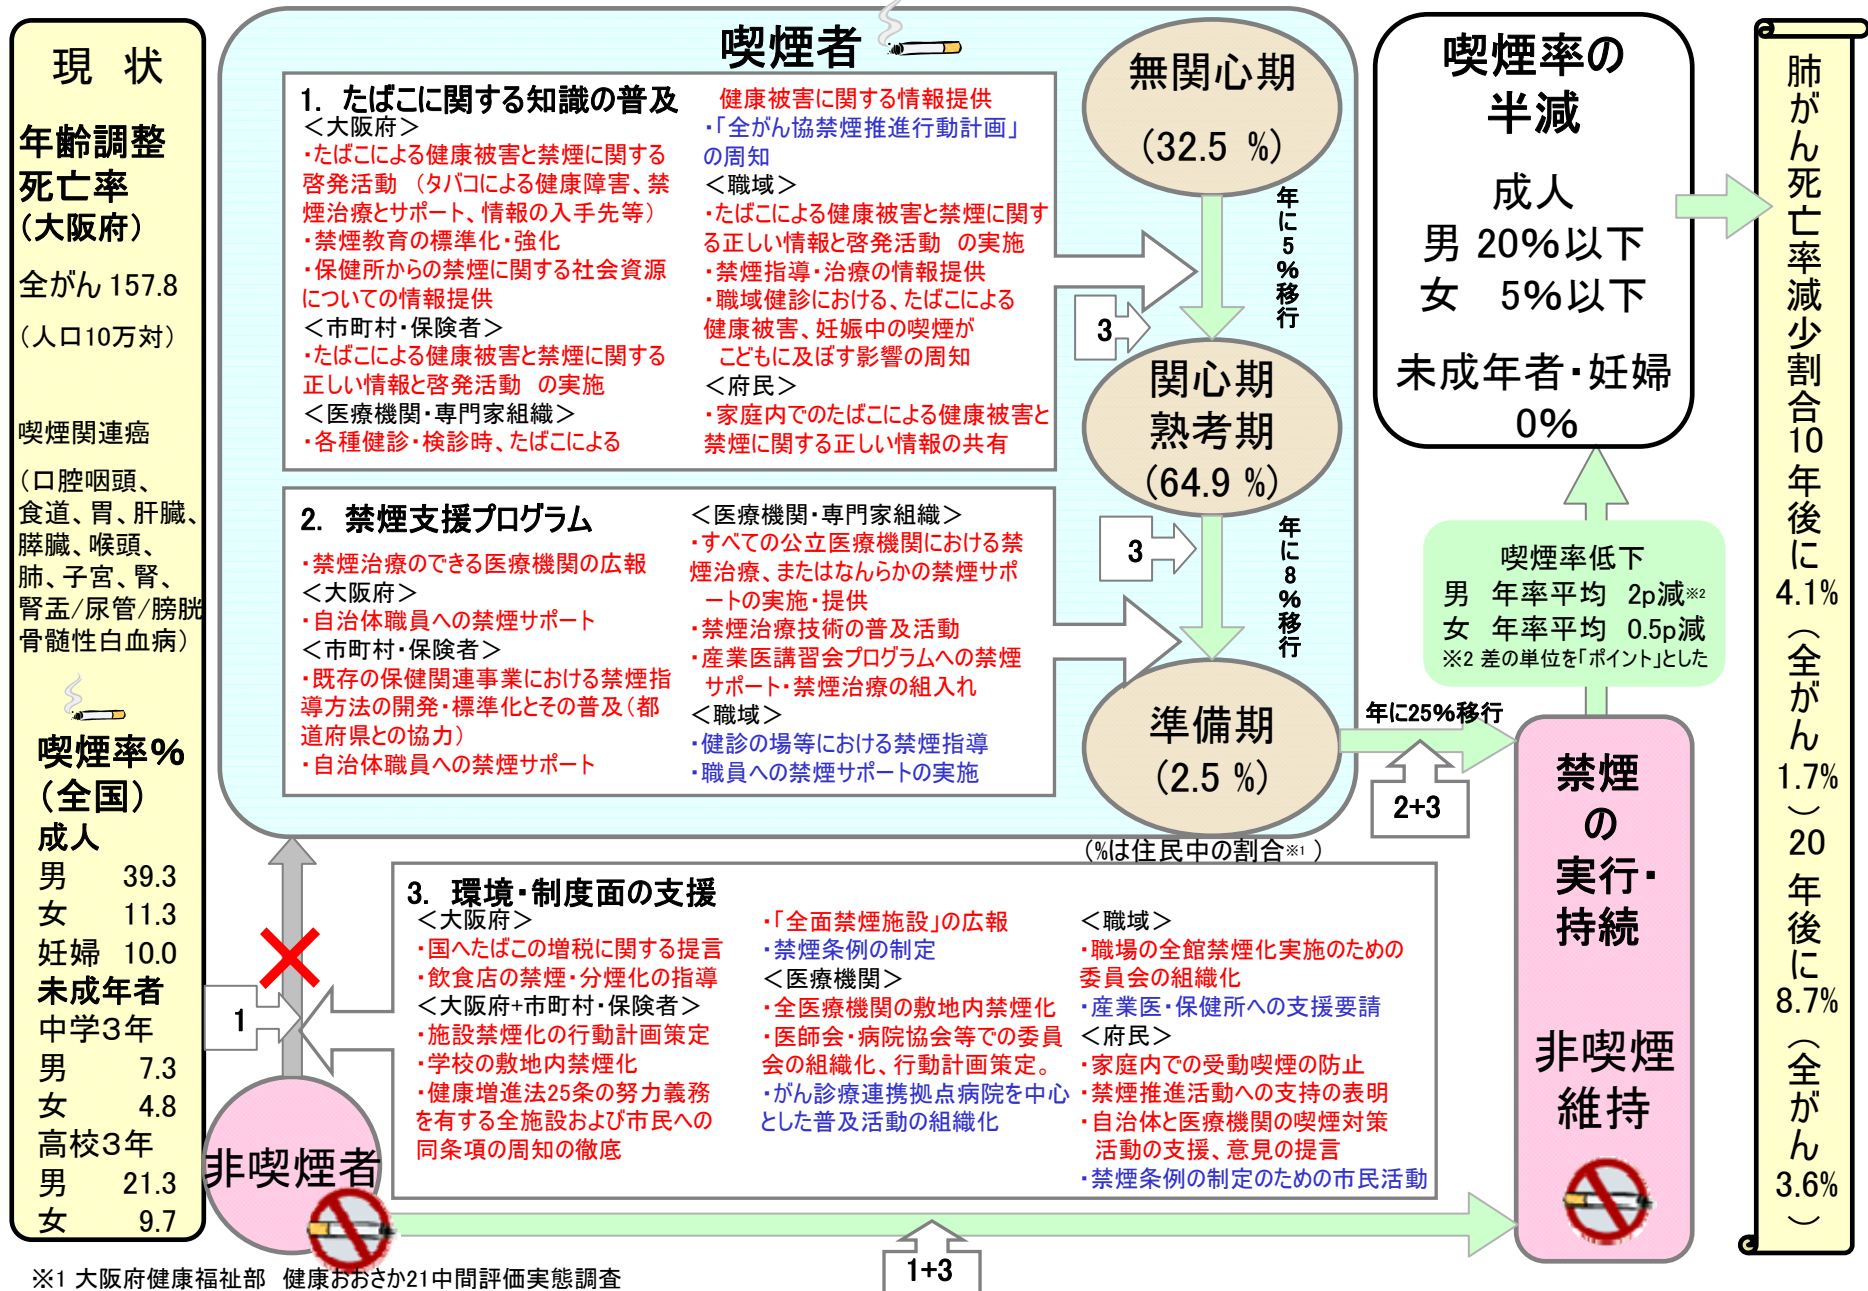 現 状
年齢調整
死亡率
(大阪府)
全がん 157.8
(人口10万対)
喫煙関連癌
(口腔咽頭、
食道、胃、肝臓、
膵臓、喉頭、
肺、子宮、腎、
腎盂/尿管/膀胱
骨髄性白血病)
喫煙率%
(全国)
成人
男 39.3
女 11.3
妊婦 10.0
未成年者
中学3年
男 7.3
女 4.8
高校3年
男 21.3
女 9.7
喫煙者
1. たばこに関する知識の普及
<大阪府>
・たばこによる健康被害と禁煙に関する
啓発活動 (タバコによる健康障害、禁
煙治療とサポート、情報の入手先等)
・禁煙教育の標準化・強化
・保健所からの禁煙に関する社会資源
についての情報提供
<市町村・保険者>
・たばこによる健康被害と禁煙に関する
正しい情報と啓発活動 の実施
<医療機関・専門家組織>
・各種健診・検診時、たばこによる
健康被害に関する情報提供
・「全がん協禁煙推進行動計画」
の周知
<職域>
・たばこによる健康被害と禁煙に関す
る正しい情報と啓発活動 の実施
・禁煙指導・治療の情報提供
・職域健診における、たばこによる
健康被害、妊娠中の喫煙が
こどもに及ぼす影響の周知
<府民>
・家庭内でのたばこによる健康被害と
禁煙に関する正しい情報の共有
2. 禁煙支援プログラム
・禁煙治療のできる医療機関の広報
<大阪府>
・自治体職員への禁煙サポート
<市町村・保険者>
・既存の保健関連事業における禁煙指
導方法の開発・標準化とその普及(都
道府県との協力)
・自治体職員への禁煙サポート
<医療機関・専門家組織>
・すべての公立医療機関における禁
煙治療、またはなんらかの禁煙サポ
ートの実施・提供
・禁煙治療技術の普及活動
・産業医講習会プログラムへの禁煙
サポート・禁煙治療の組入れ
<職域>
・健診の場等における禁煙指導
・職員への禁煙サポートの実施
無関心期
(32.5 %)
年に5%移行
3
関心期
熟考期
(64.9 %)
3
年に8%移行
準備期
(2.5 %)
(%は住民中の割合※1 )
年に25%移行
2+3
3. 環境・制度面の支援
<大阪府>
・国へたばこの増税に関する提言
・飲食店の禁煙・分煙化の指導
<大阪府+市町村・保険者>
・施設禁煙化の行動計画策定
・学校の敷地内禁煙化
・健康増進法25条の努力義務
を有する全施設および市民への
同条項の周知の徹底
・「全面禁煙施設」の広報
・禁煙条例の制定
<医療機関>
・全医療機関の敷地内禁煙化
・医師会・病院協会等での委員
会の組織化、行動計画策定。
・がん診療連携拠点病院を中心
とした普及活動の組織化
<職域>
・職場の全館禁煙化実施のための
委員会の組織化
・産業医・保健所への支援要請
<府民>
・家庭内での受動喫煙の防止
・禁煙推進活動への支持の表明
・自治体と医療機関の喫煙対策
活動の支援、意見の提言
・禁煙条例の制定のための市民活動
1
非喫煙者
1+3
禁煙
の
実行・
持続
非喫煙
維持
喫煙率低下
男 年率平均 2p減※2
女 年率平均 0.5p減
※2 差の単位を「ポイント」とした
喫煙率の
半減
成人
男 20%以下
女 5%以下
未成年者・妊婦
0%
肺がん死亡率減少割合10年後に4.1%(全がん1.7%)20年後に8.7%(全がん3.6%)
※1 大阪府健康福祉部 健康おおさか21中間評価実態調査